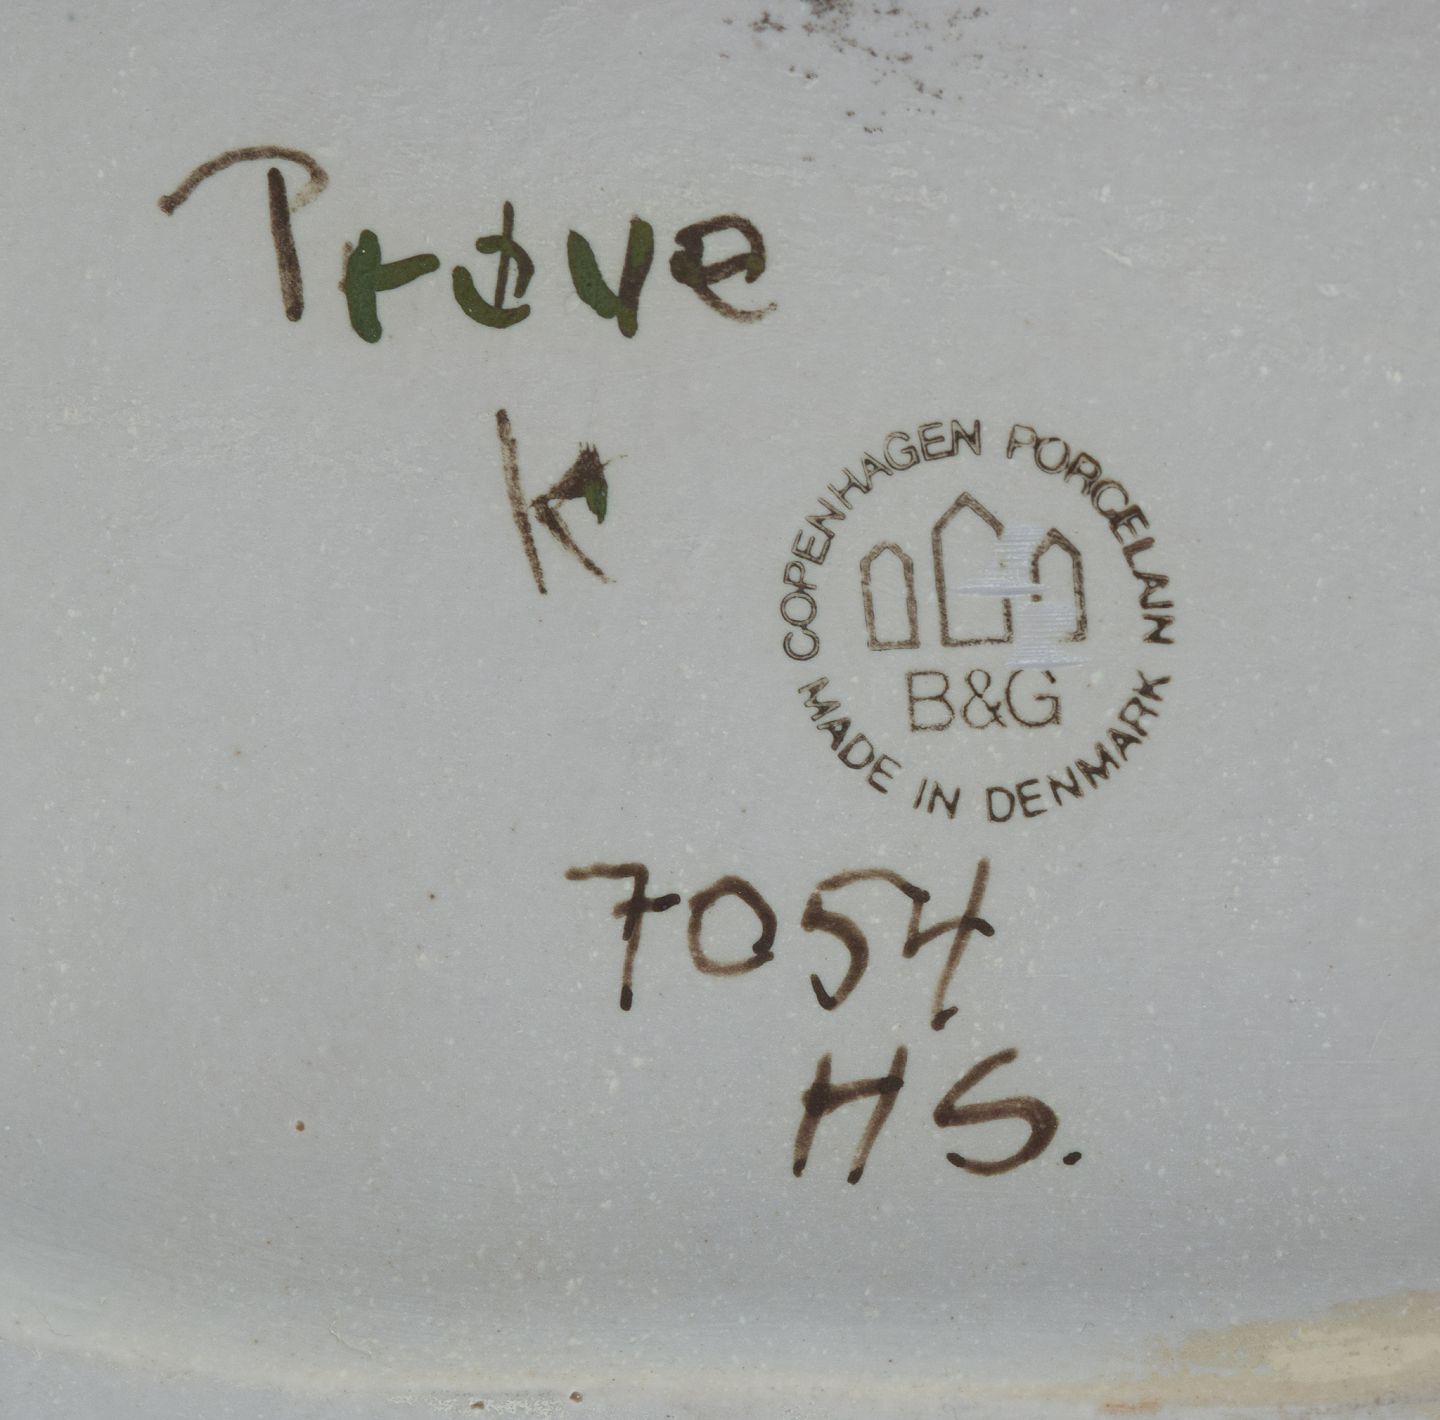 Prøve
K
COPENHAGEN PORCELAIN
B&G
MADE IN DENMARK
7054
HS.